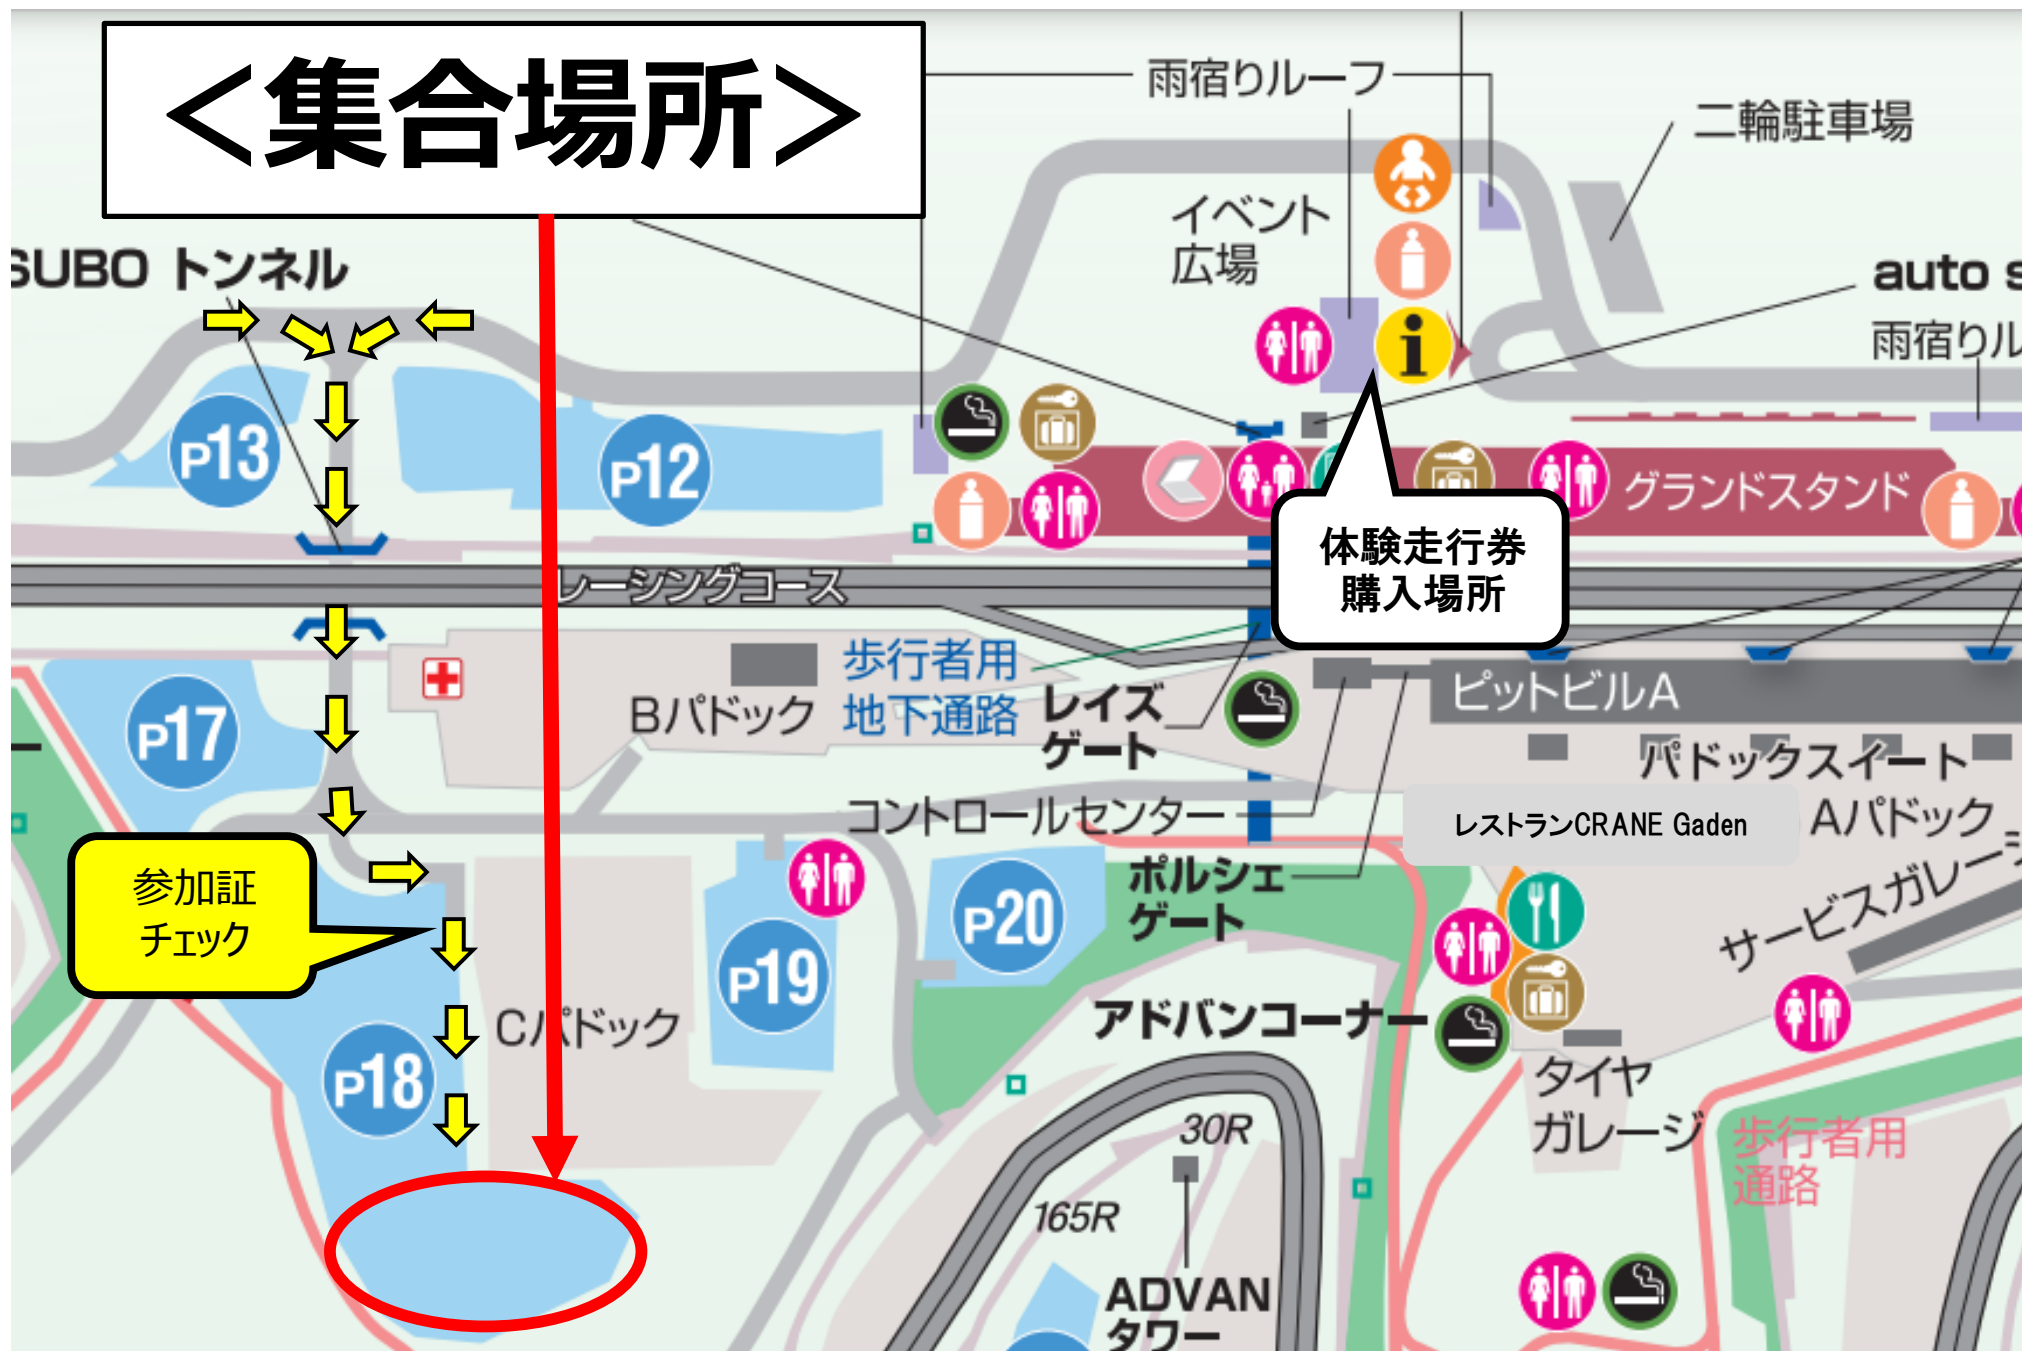 ＜集合場所＞
雨宿りルーフ
二輪駐車場
イベント
広場
SUBO トンネル
auto s
雨宿りル
P13
P12
グランドスタンド
体験走行券
購入場所
レーシングコース
歩行者用
地下通路
Bパドック
レイズ
ゲート
ピットビルA
P17
パドックスイート
コントロールセンター
レストランCRANE Gaden
Aパドック
参加証
チェック
ポルシェ
ゲート
サービスガレージ
P20
P19
Cパドック
アドバンコーナー
P18
タイヤ
ガレージ
30R
歩行者用
通路
165R
ADVAN
タワー